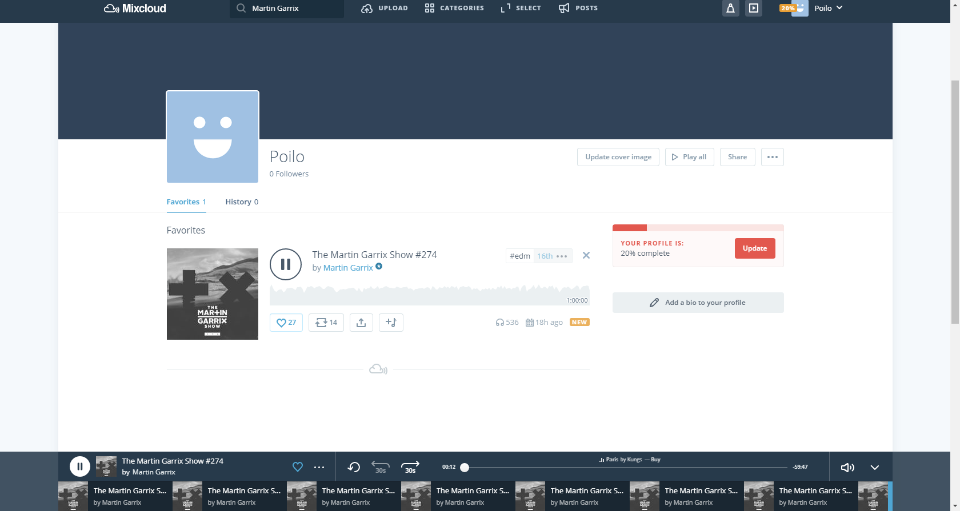 Mixcloud
Martin Garrix
UPLOAD
CATEGORIES
SELECT
POSTS
20%
Poilo
Poilo
0 Followers
Update cover image
Play all
Share
Favorites 1
History 0
Favorites
The Martin Garrix Show #274
by Martin Garrix
#edm
16th
1:00:00
THE
MARTIN
GARRIX
SHOW
27
14
536
18h ago
NEW
YOUR PROFILE IS:
20% complete
Update
Add a bio to your profile
The Martin Garrix Show #274
by Martin Garrix
30s
30s
00:12
Paris by Kungs — Buy
-59:47
The Martin Garrix S...
by Martin Garrix
The Martin Garrix S...
by Martin Garrix
The Martin Garrix S...
by Martin Garrix
The Martin Garrix S...
by Martin Garrix
The Martin Garrix S...
by Martin Garrix
The Martin Garrix S...
by Martin Garrix
The Martin Garrix S...
by Martin Garrix